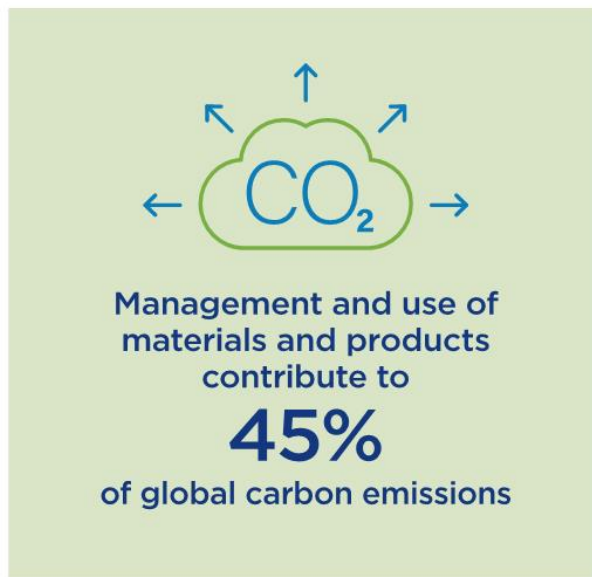 CO₂
Management and use of
materials and products
contribute to
45%
of global carbon emissions